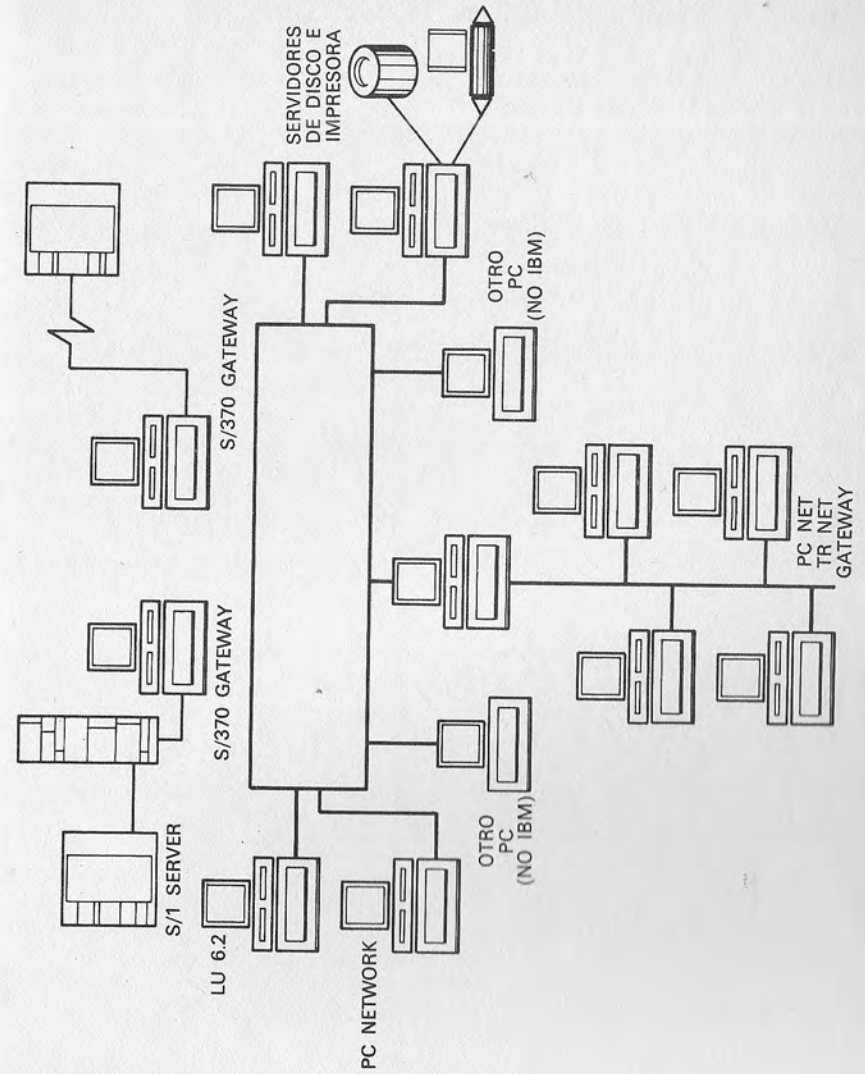 S/1 SERVER
S/370 GATEWAY
S/370 GATEWAY
LU 6.2
SERVIDORES
DE DISCO E
IMPRESORA
PC NETWORK
OTRO
PC
(NO IBM)
OTRO
PC
(NO IBM)
PC NET
TR NET
GATEWAY